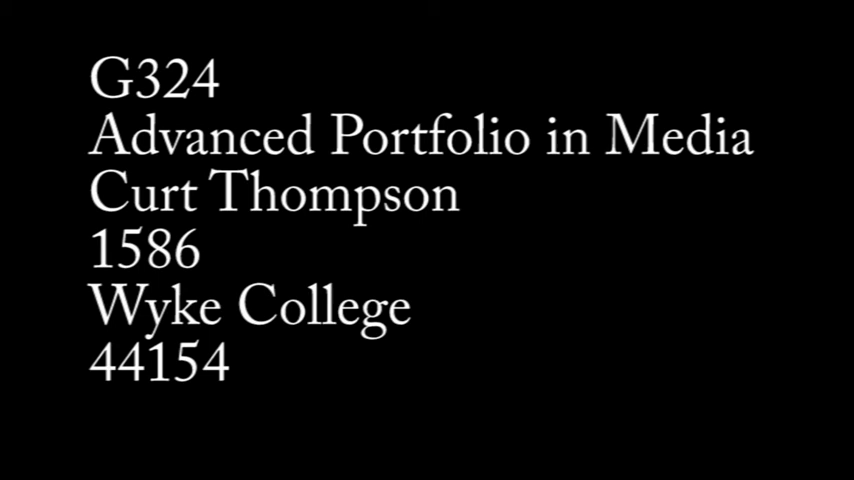 G324
Advanced Portfolio in Media
Curt Thompson
1586
Wyke College
44154